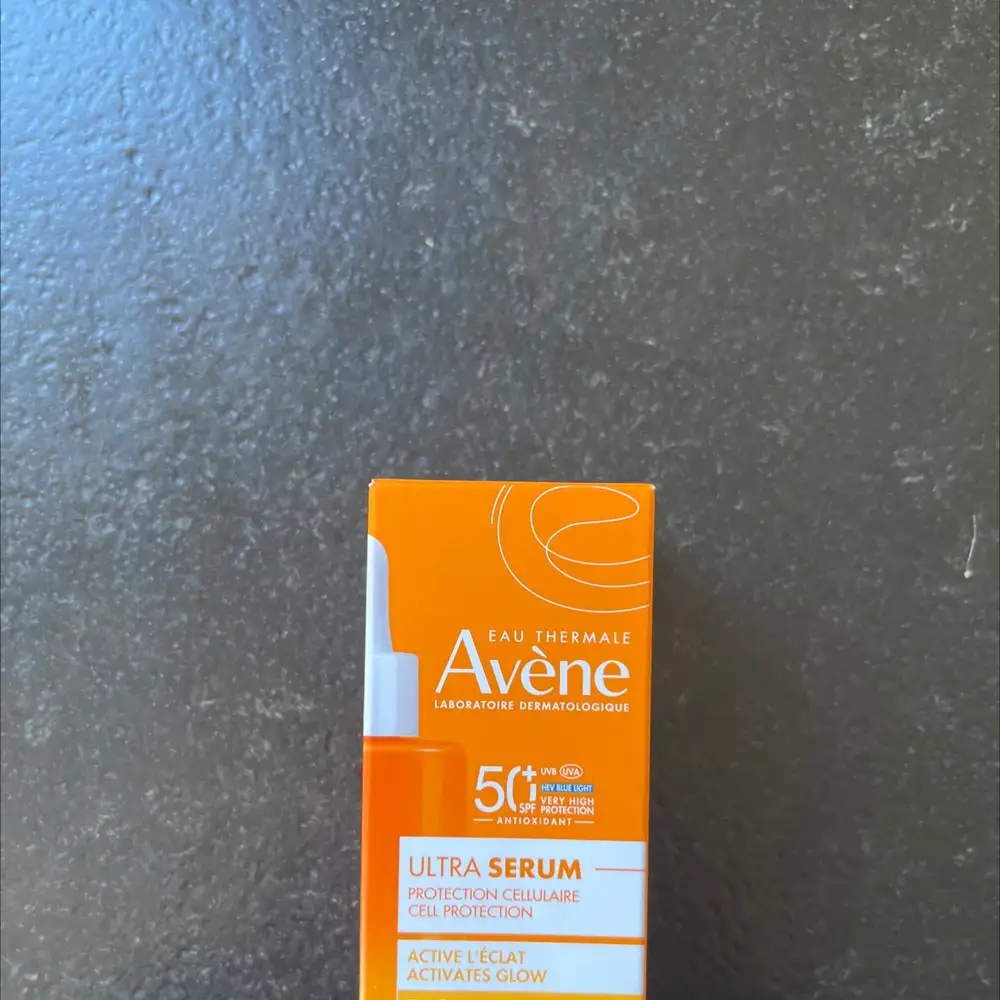 EAU THERMALE
Avène
LABORATOIRE DERMATOLOGIQUE
50+
SPF
UVB UVA
HEV BLUE LIGHT
VERY HIGH
PROTECTION
ANTIOXIDANT
ULTRA SERUM
PROTECTION CELLULAIRE
CELL PROTECTION
ACTIVE L'ÉCLAT
ACTIVATES GLOW